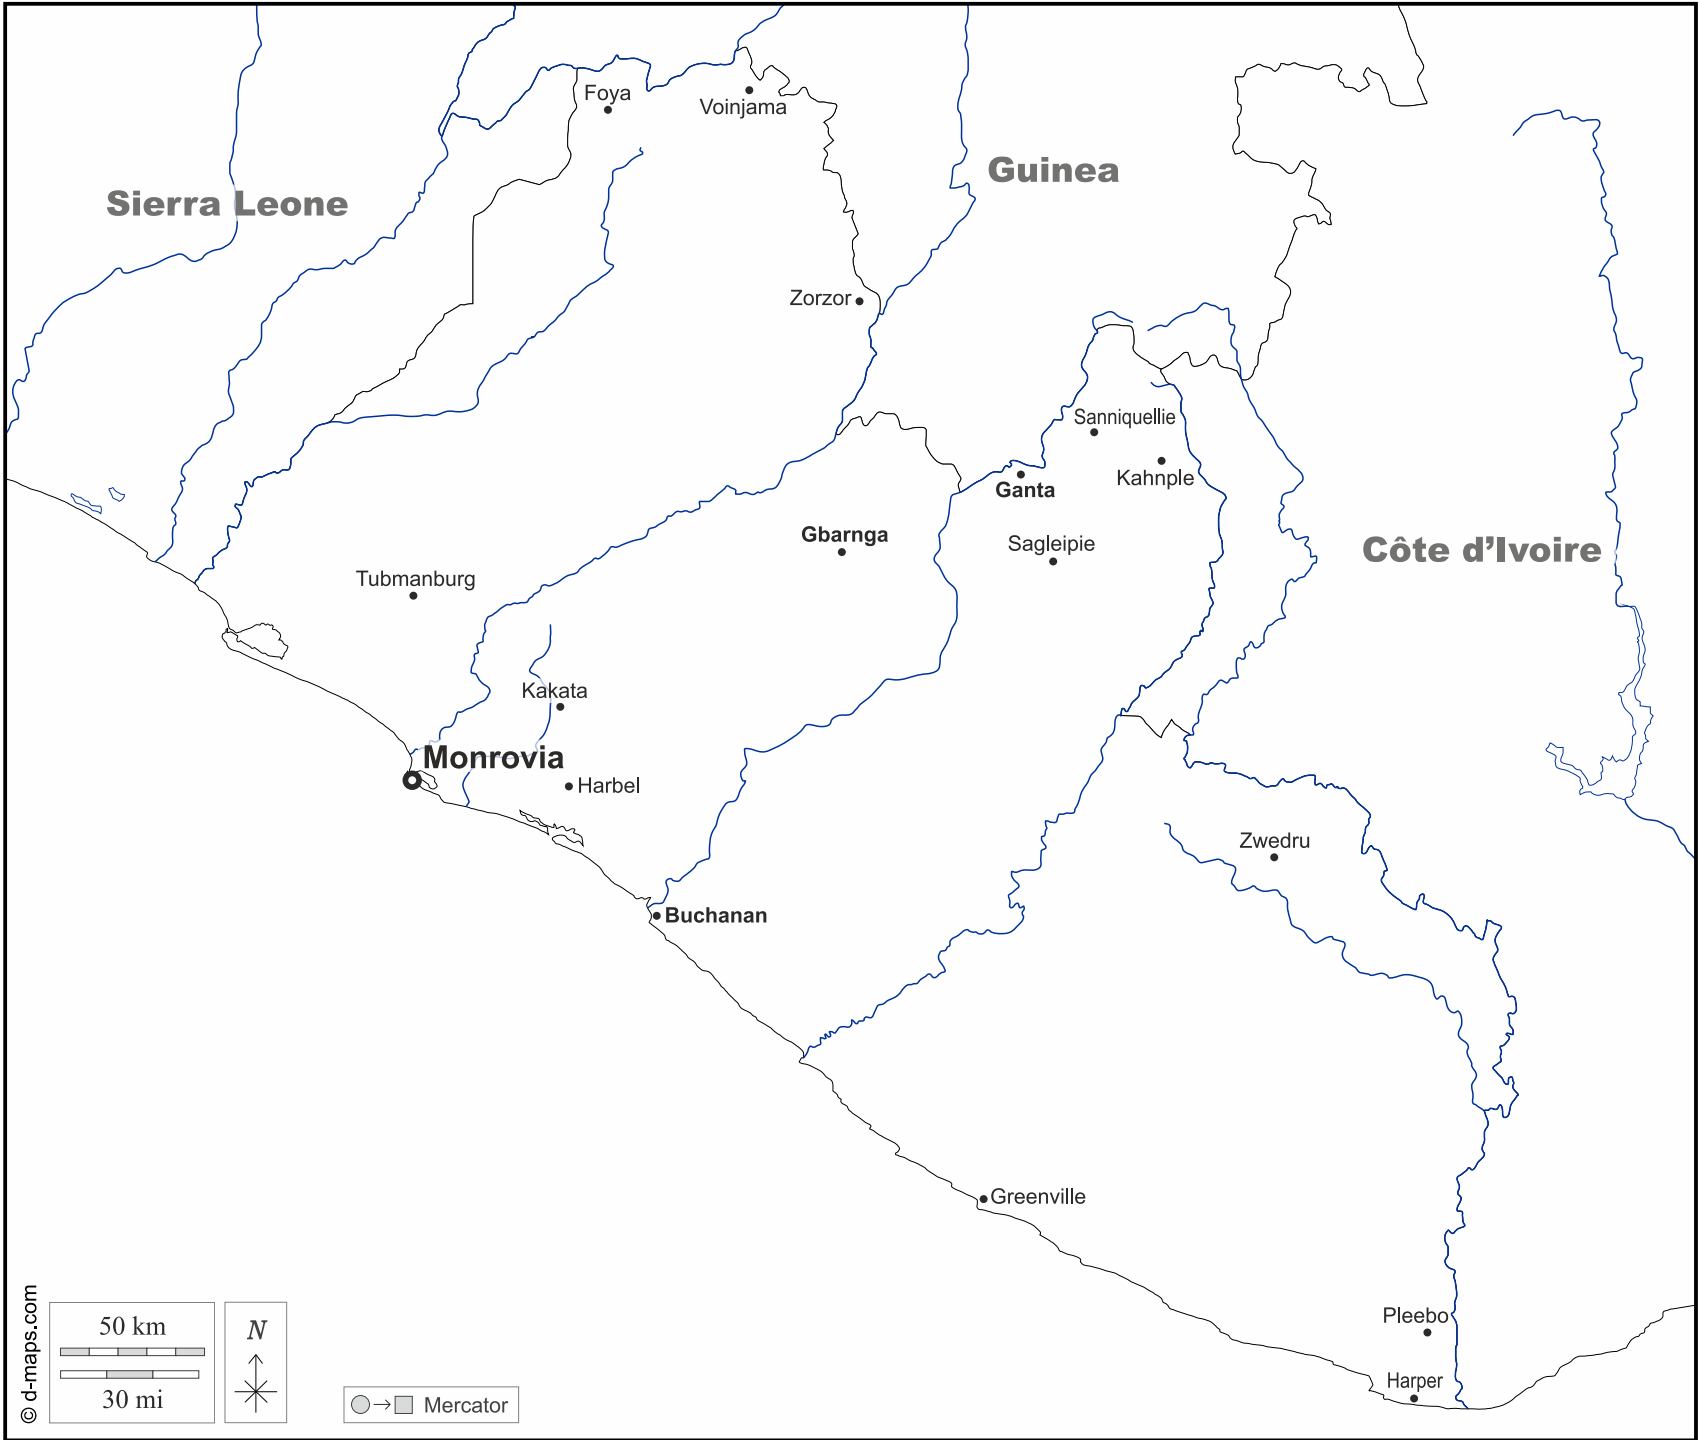 Foya
Voinjama
Guinea
Sierra Leone
Zorzor
Sanniquellie
Kahnple
Ganta
Gbarnga
Sagleipie
Côte d’Ivoire
Tubmanburg
Kakata
Monrovia
Harbel
Zwedru
Buchanan
Greenville
Pleebo
Harper
© d-maps.com
50 km
30 mi
N
Mercator